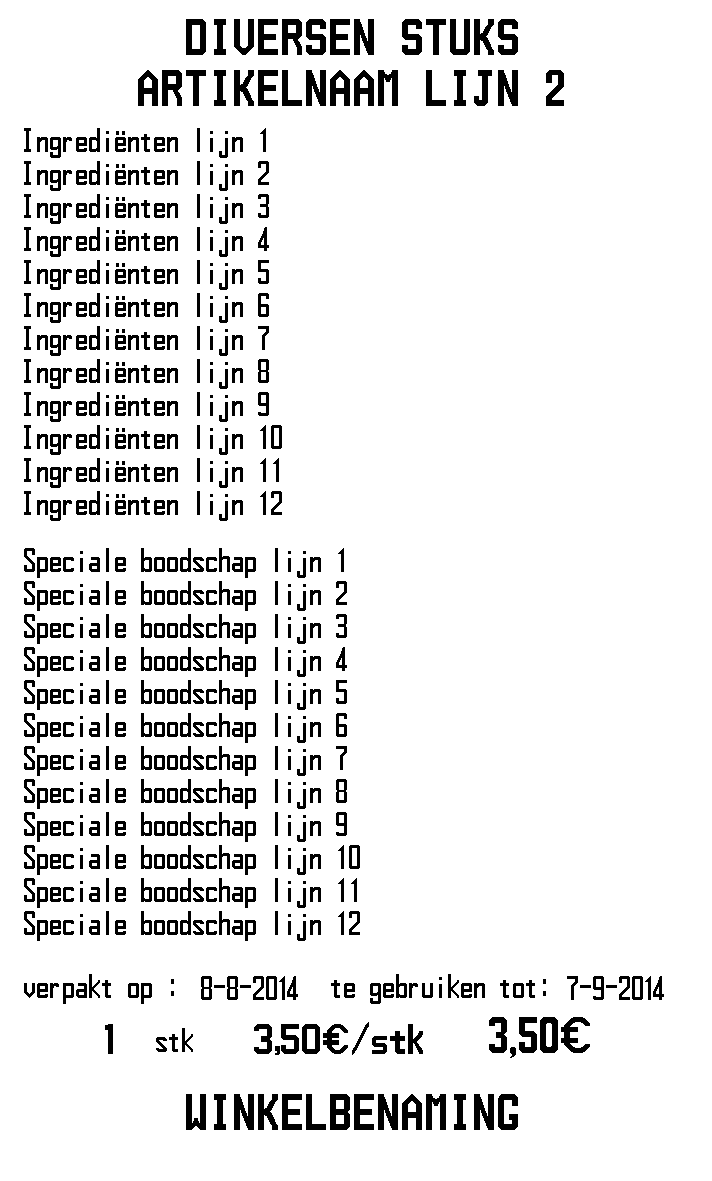 DIVERSEN STUKS
ARTIKELNAAM LIJN 2
Ingrediënten lijn 1
Ingrediënten lijn 2
Ingrediënten lijn 3
Ingrediënten lijn 4
Ingrediënten lijn 5
Ingrediënten lijn 6
Ingrediënten lijn 7
Ingrediënten lijn 8
Ingrediënten lijn 9
Ingrediënten lijn 10
Ingrediënten lijn 11
Ingrediënten lijn 12
Speciale boodschap lijn 1
Speciale boodschap lijn 2
Speciale boodschap lijn 3
Speciale boodschap lijn 4
Speciale boodschap lijn 5
Speciale boodschap lijn 6
Speciale boodschap lijn 7
Speciale boodschap lijn 8
Speciale boodschap lijn 9
Speciale boodschap lijn 10
Speciale boodschap lijn 11
Speciale boodschap lijn 12
verpakt op : 8-8-2014 te gebruiken tot: 7-9-2014
1 stk 3,50€/stk 3,50€
WINKELBENAMING